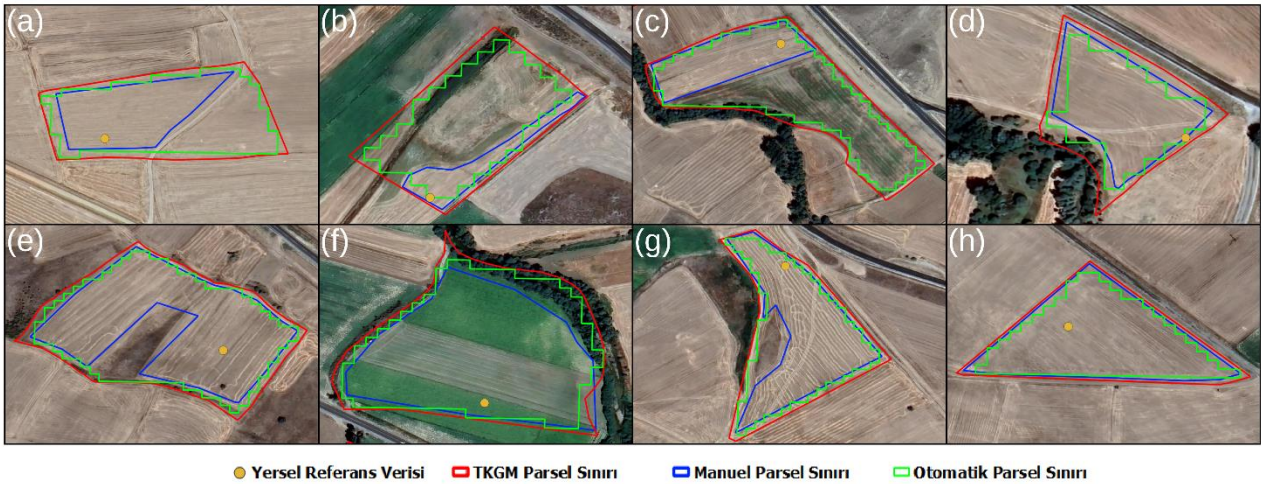 (a)
(b)
(c)
(d)
(e)
(f)
(g)
(h)
Yersel Referans Verisi
TKGM Parsel Sınırı
Manuel Parsel Sınırı
Otomatik Parsel Sınırı